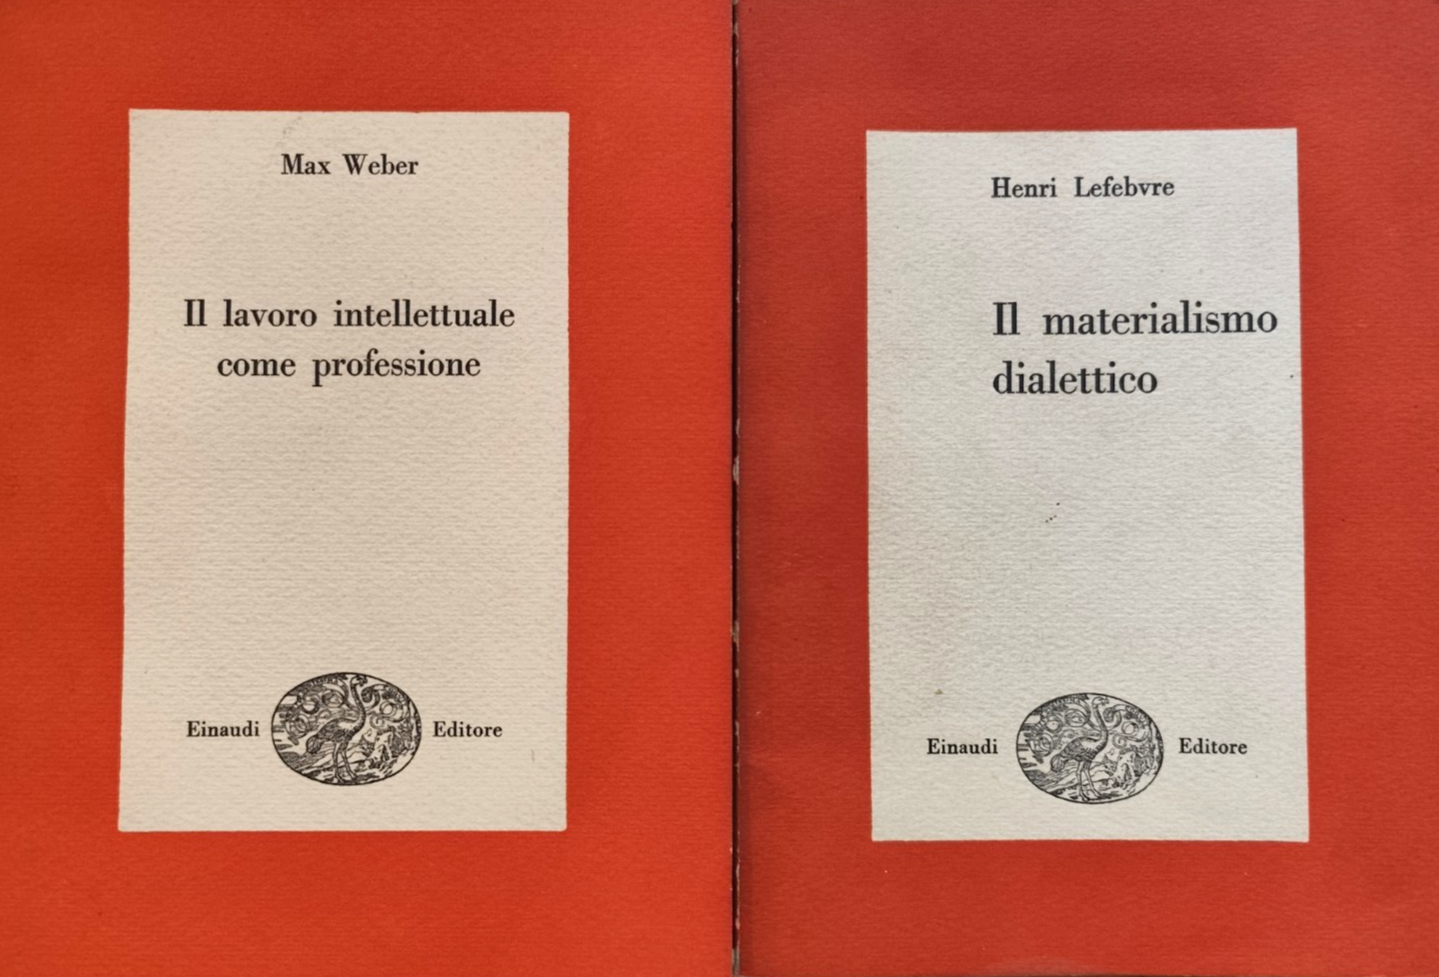 Max Weber
Il lavoro intellettuale
come professione
Einaudi Editore
Henri Lefebvre
Il materialismo
dialettico
Einaudi Editore